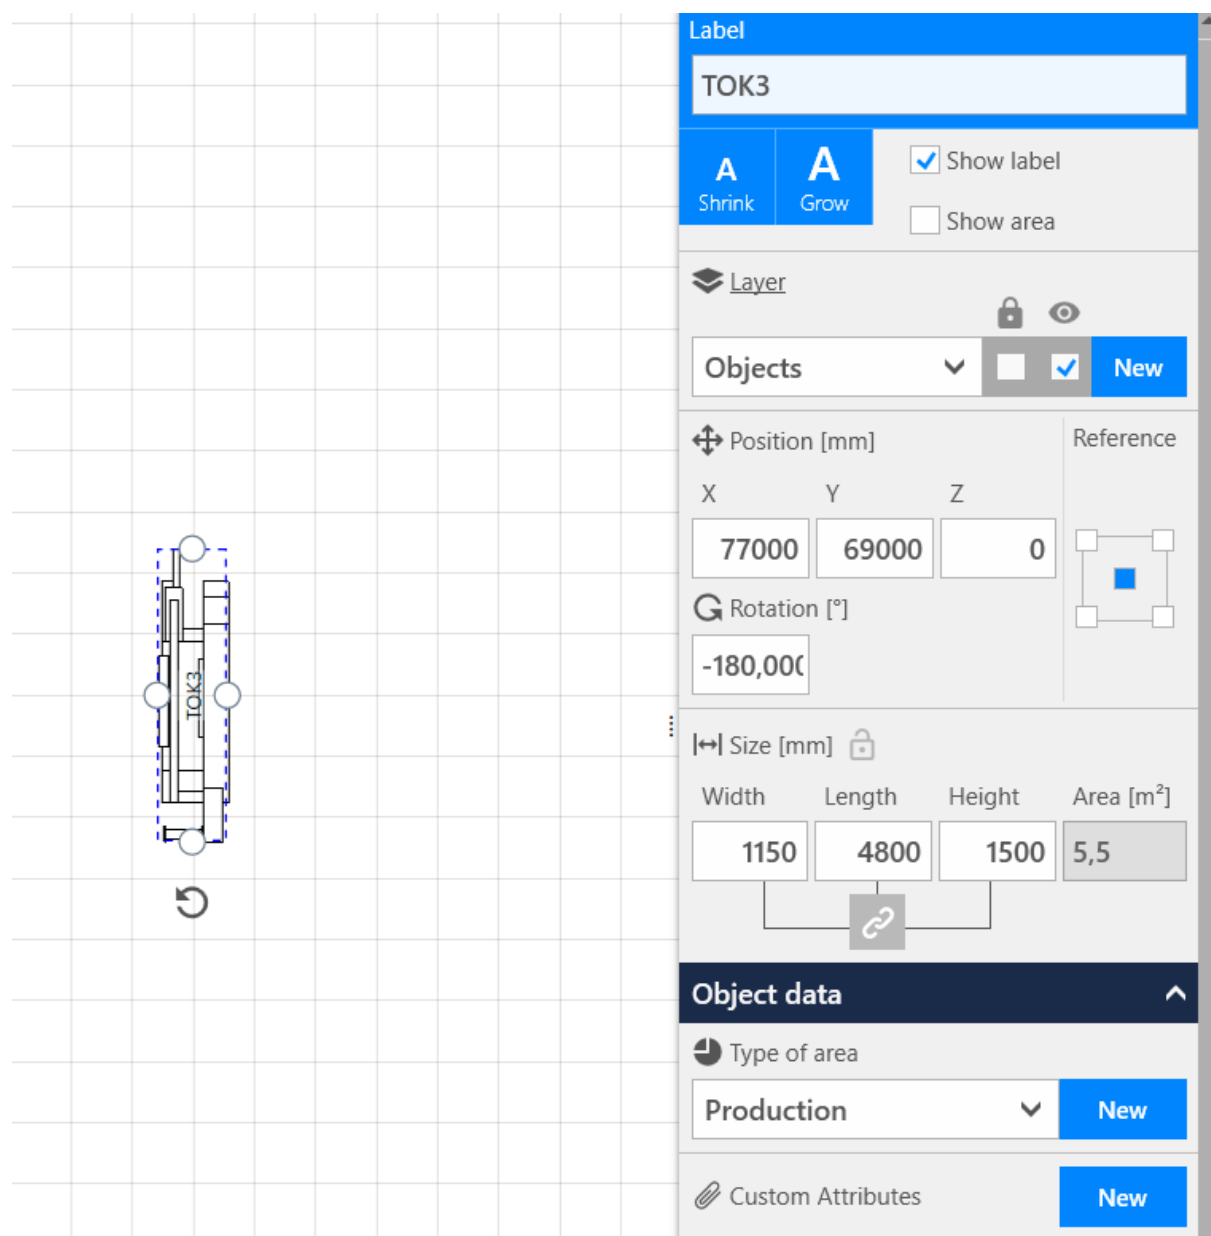 Label
TOK3
A
Shrink
A
Grow
Show label
Show area
Layer
Objects
New
Position [mm]
Reference
X
Y
Z
77000
69000
0
Rotation [°]
-180,00(
TOK3
Size [mm]
Width
Length
Height
Area [m²]
1150
4800
1500
5,5
Object data
Type of area
Production
New
Custom Attributes
New